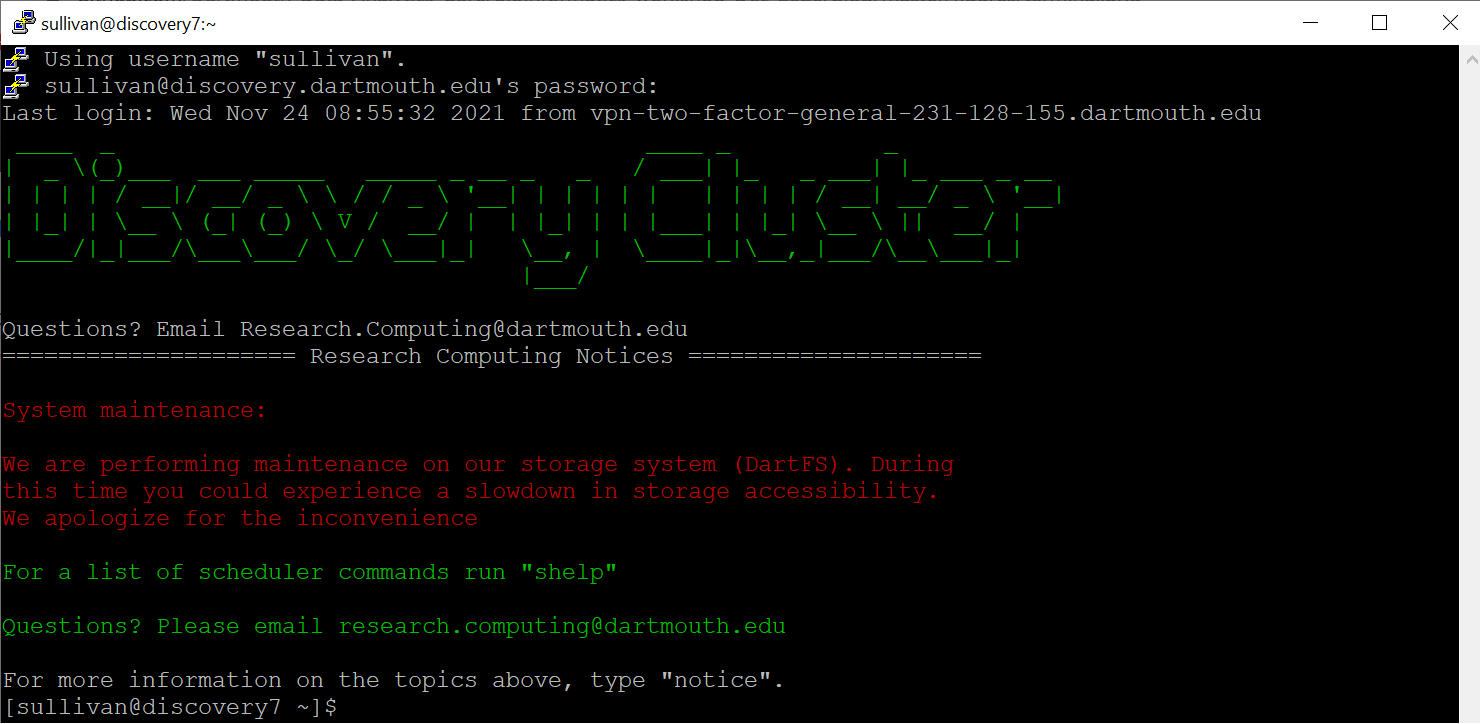 sullivan@discovery7:~
Using username "sullivan".
sullivan@discovery.dartmouth.edu's password:
Last login: Wed Nov 24 08:55:32 2021 from vpn-two-factor-general-231-128-155.dartmouth.edu
Discovery Cluster
Questions? Email Research.Computing@dartmouth.edu
===================== Research Computing Notices =====================
System maintenance:
We are performing maintenance on our storage system (DartFS). During
this time you could experience a slowdown in storage accessibility.
We apologize for the inconvenience
For a list of scheduler commands run "shelp"
Questions? Please email research.computing@dartmouth.edu
For more information on the topics above, type "notice".
[sullivan@discovery7 ~]$